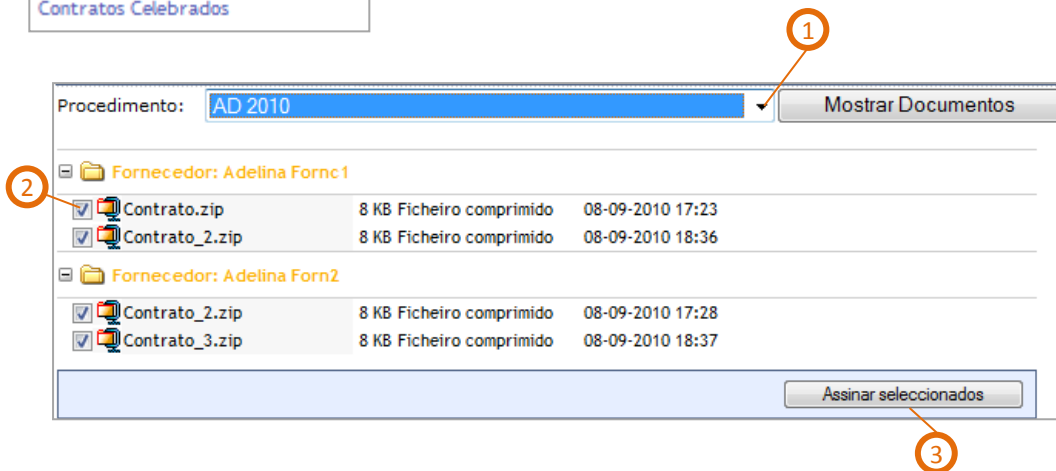 Contratos Celebrados
1
Procedimento: AD 2010 Mostrar Documentos
Fornecedor: Adelina Fornc1
2
Contrato.zip 8 KB Ficheiro comprimido 08-09-2010 17:23
Contrato_2.zip 8 KB Ficheiro comprimido 08-09-2010 18:36
Fornecedor: Adelina Forn2
Contrato_2.zip 8 KB Ficheiro comprimido 08-09-2010 17:28
Contrato_3.zip 8 KB Ficheiro comprimido 08-09-2010 18:37
Assinar seleccionados
3